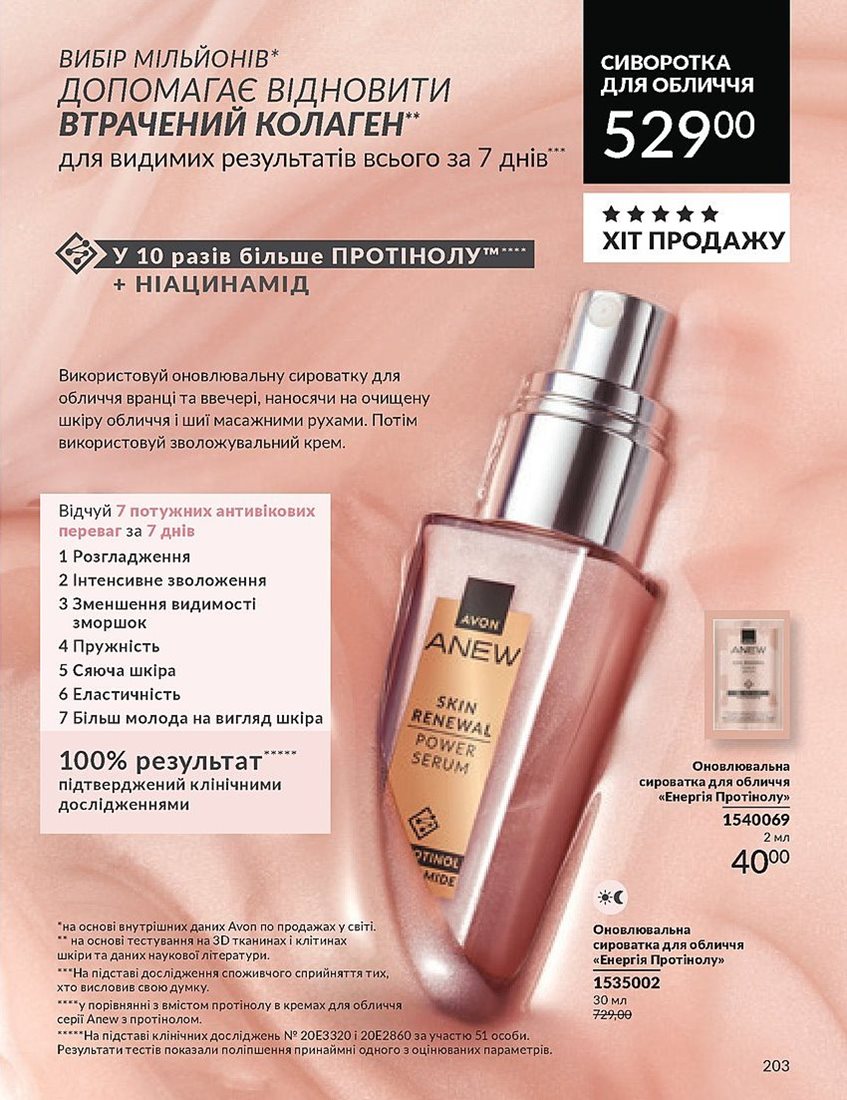 ВИБІР МІЛЬЙОНІВ*
ДОПОМАГАЄ ВІДНОВИТИ
ВТРАЧЕНИЙ КОЛАГЕН**
для видимих результатів всього за 7 днів***
СИВОРОТКА
ДЛЯ ОБЛИЧЧЯ
529⁰⁰
★★★★★
ХІТ ПРОДАЖУ
У 10 разів більше ПРОТІНОЛУ™****
+ НІАЦИНАМІД
Використовуй оновлювальну сироватку для
обличчя вранці та ввечері, наносячи на очищену
шкіру обличчя і шиї масажними рухами. Потім
використовуй зволожувальний крем.
Відчуй 7 потужних антивікових
переваг за 7 днів
1 Розгладження
2 Інтенсивне зволоження
3 Зменшення видимості
зморшок
4 Пружність
5 Сяюча шкіра
6 Еластичність
7 Більш молода на вигляд шкіра
100% результат*****
підтверджений клінічними
дослідженнями
AVON
ANEW
SKIN
RENEWAL
POWER
SERUM
OTINOL
MIDE
ANEW
Оновлювальна
сироватка для обличчя
«Енергія Протінолу»
1540069
2 мл
40⁰⁰
Оновлювальна
сироватка для обличчя
«Енергія Протінолу»
1535002
30 мл
729,00
*на основі внутрішних даних Avon по продажах у світі.
** на основі тестування на 3D тканинах і клітинах
шкіри та даних наукової літератури.
***На підставі дослідження споживчого сприйняття тих,
хто висловив свою думку.
****у порівнянні з вмістом протінолу в кремах для обличчя
серії Anew з протінолом.
*****На підставі клінічних досліджень № 20E3320 і 20E2860 за участю 51 особи.
Результати тестів показали поліпшення принаймні одного з оцінюваних параметрів.
203